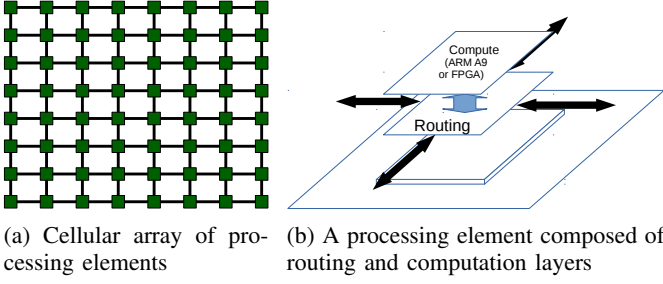 Compute
(ARM A9
or FPGA)
Routing
(a) Cellular array of pro-
cessing elements
(b) A processing element composed of
routing and computation layers